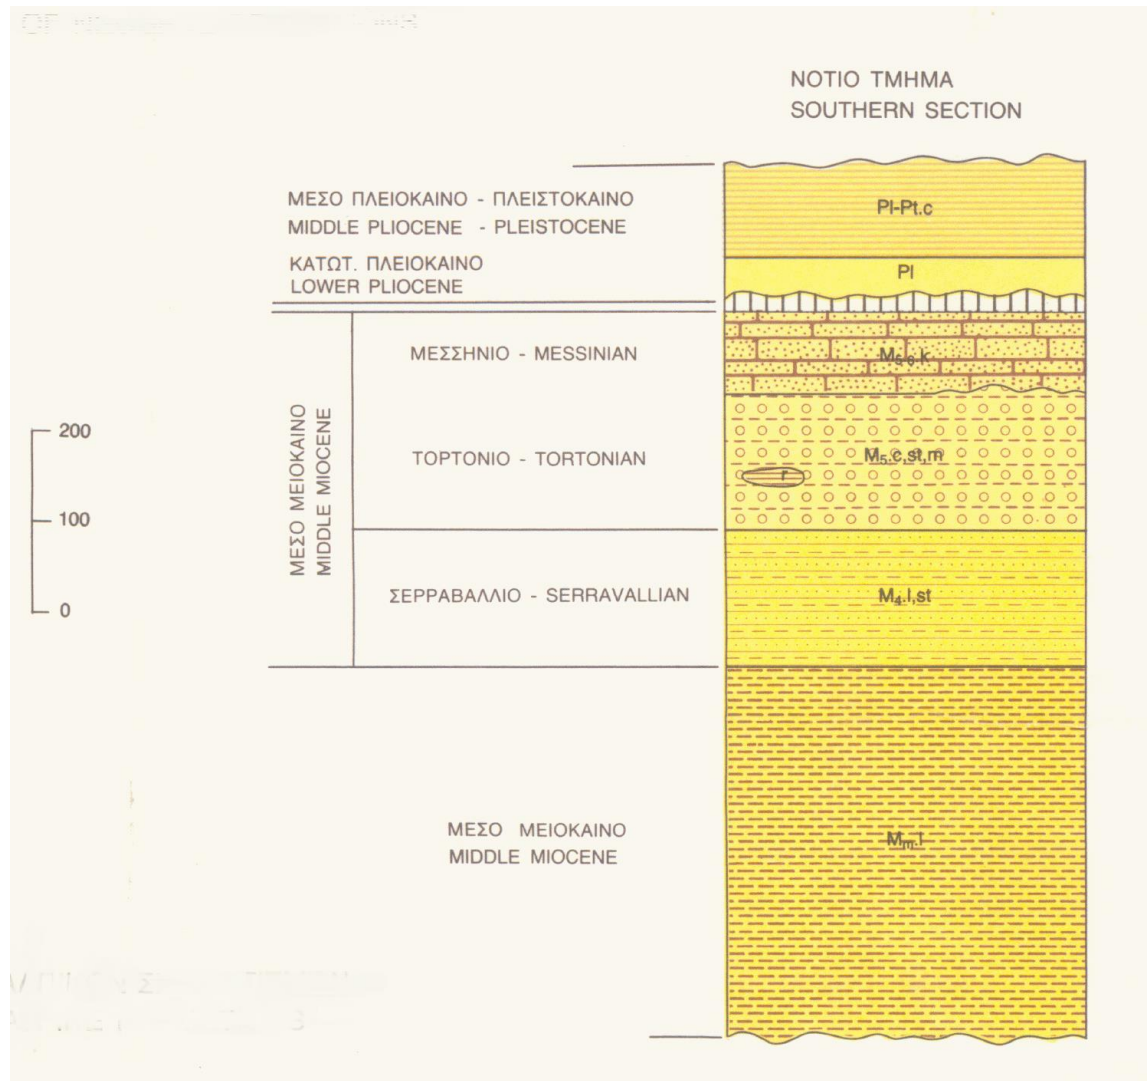 ΝΟΤΙΟ ΤΜΗΜΑ
SOUTHERN SECTION
ΜΕΣΟ ΠΛΕΙΟΚΑΙΝΟ - ΠΛΕΙΣΤΟΚΑΙΝΟ
MIDDLE PLIOCENE - PLEISTOCENE
Pl-Pt.c
ΚΑΤΩΤ. ΠΛΕΙΟΚΑΙΝΟ
LOWER PLIOCENE
Pl
ΜΕΣΣΗΝΙΟ - MESSINIAN
ΜΕΣΟ ΜΕΙΟΚΑΙΝΟ
MIDDLE MIOCENE
200
100
0
ΤΟΡΤΟΝΙΟ - TORTONIAN
M₅.c,st,m
r
ΣΕΡΡΑΒΑΛΛΙΟ - SERRAVALLIAN
M₄.l,st
ΜΕΣΟ ΜΕΙΟΚΑΙΝΟ
MIDDLE MIOCENE
Mₘ.l